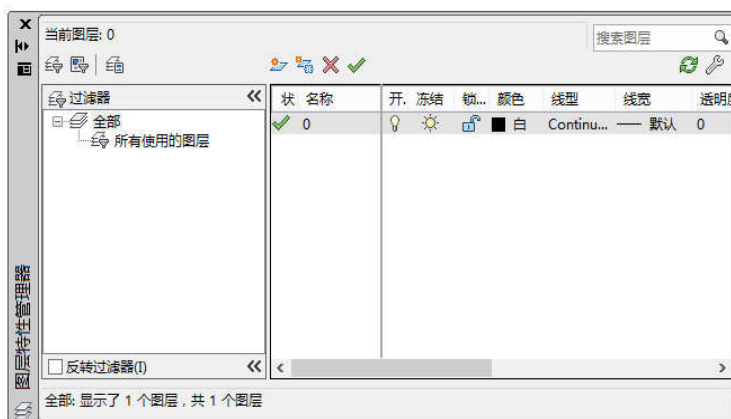 当前图层: 0
搜索图层
过滤器
全部
所有使用的图层
状 名称 开. 冻结 锁... 颜色 线型 线宽 透明度
0 白 Continu... 默认 0
反转过滤器(I)
图层特性管理器
全部: 显示了 1 个图层 , 共 1 个图层